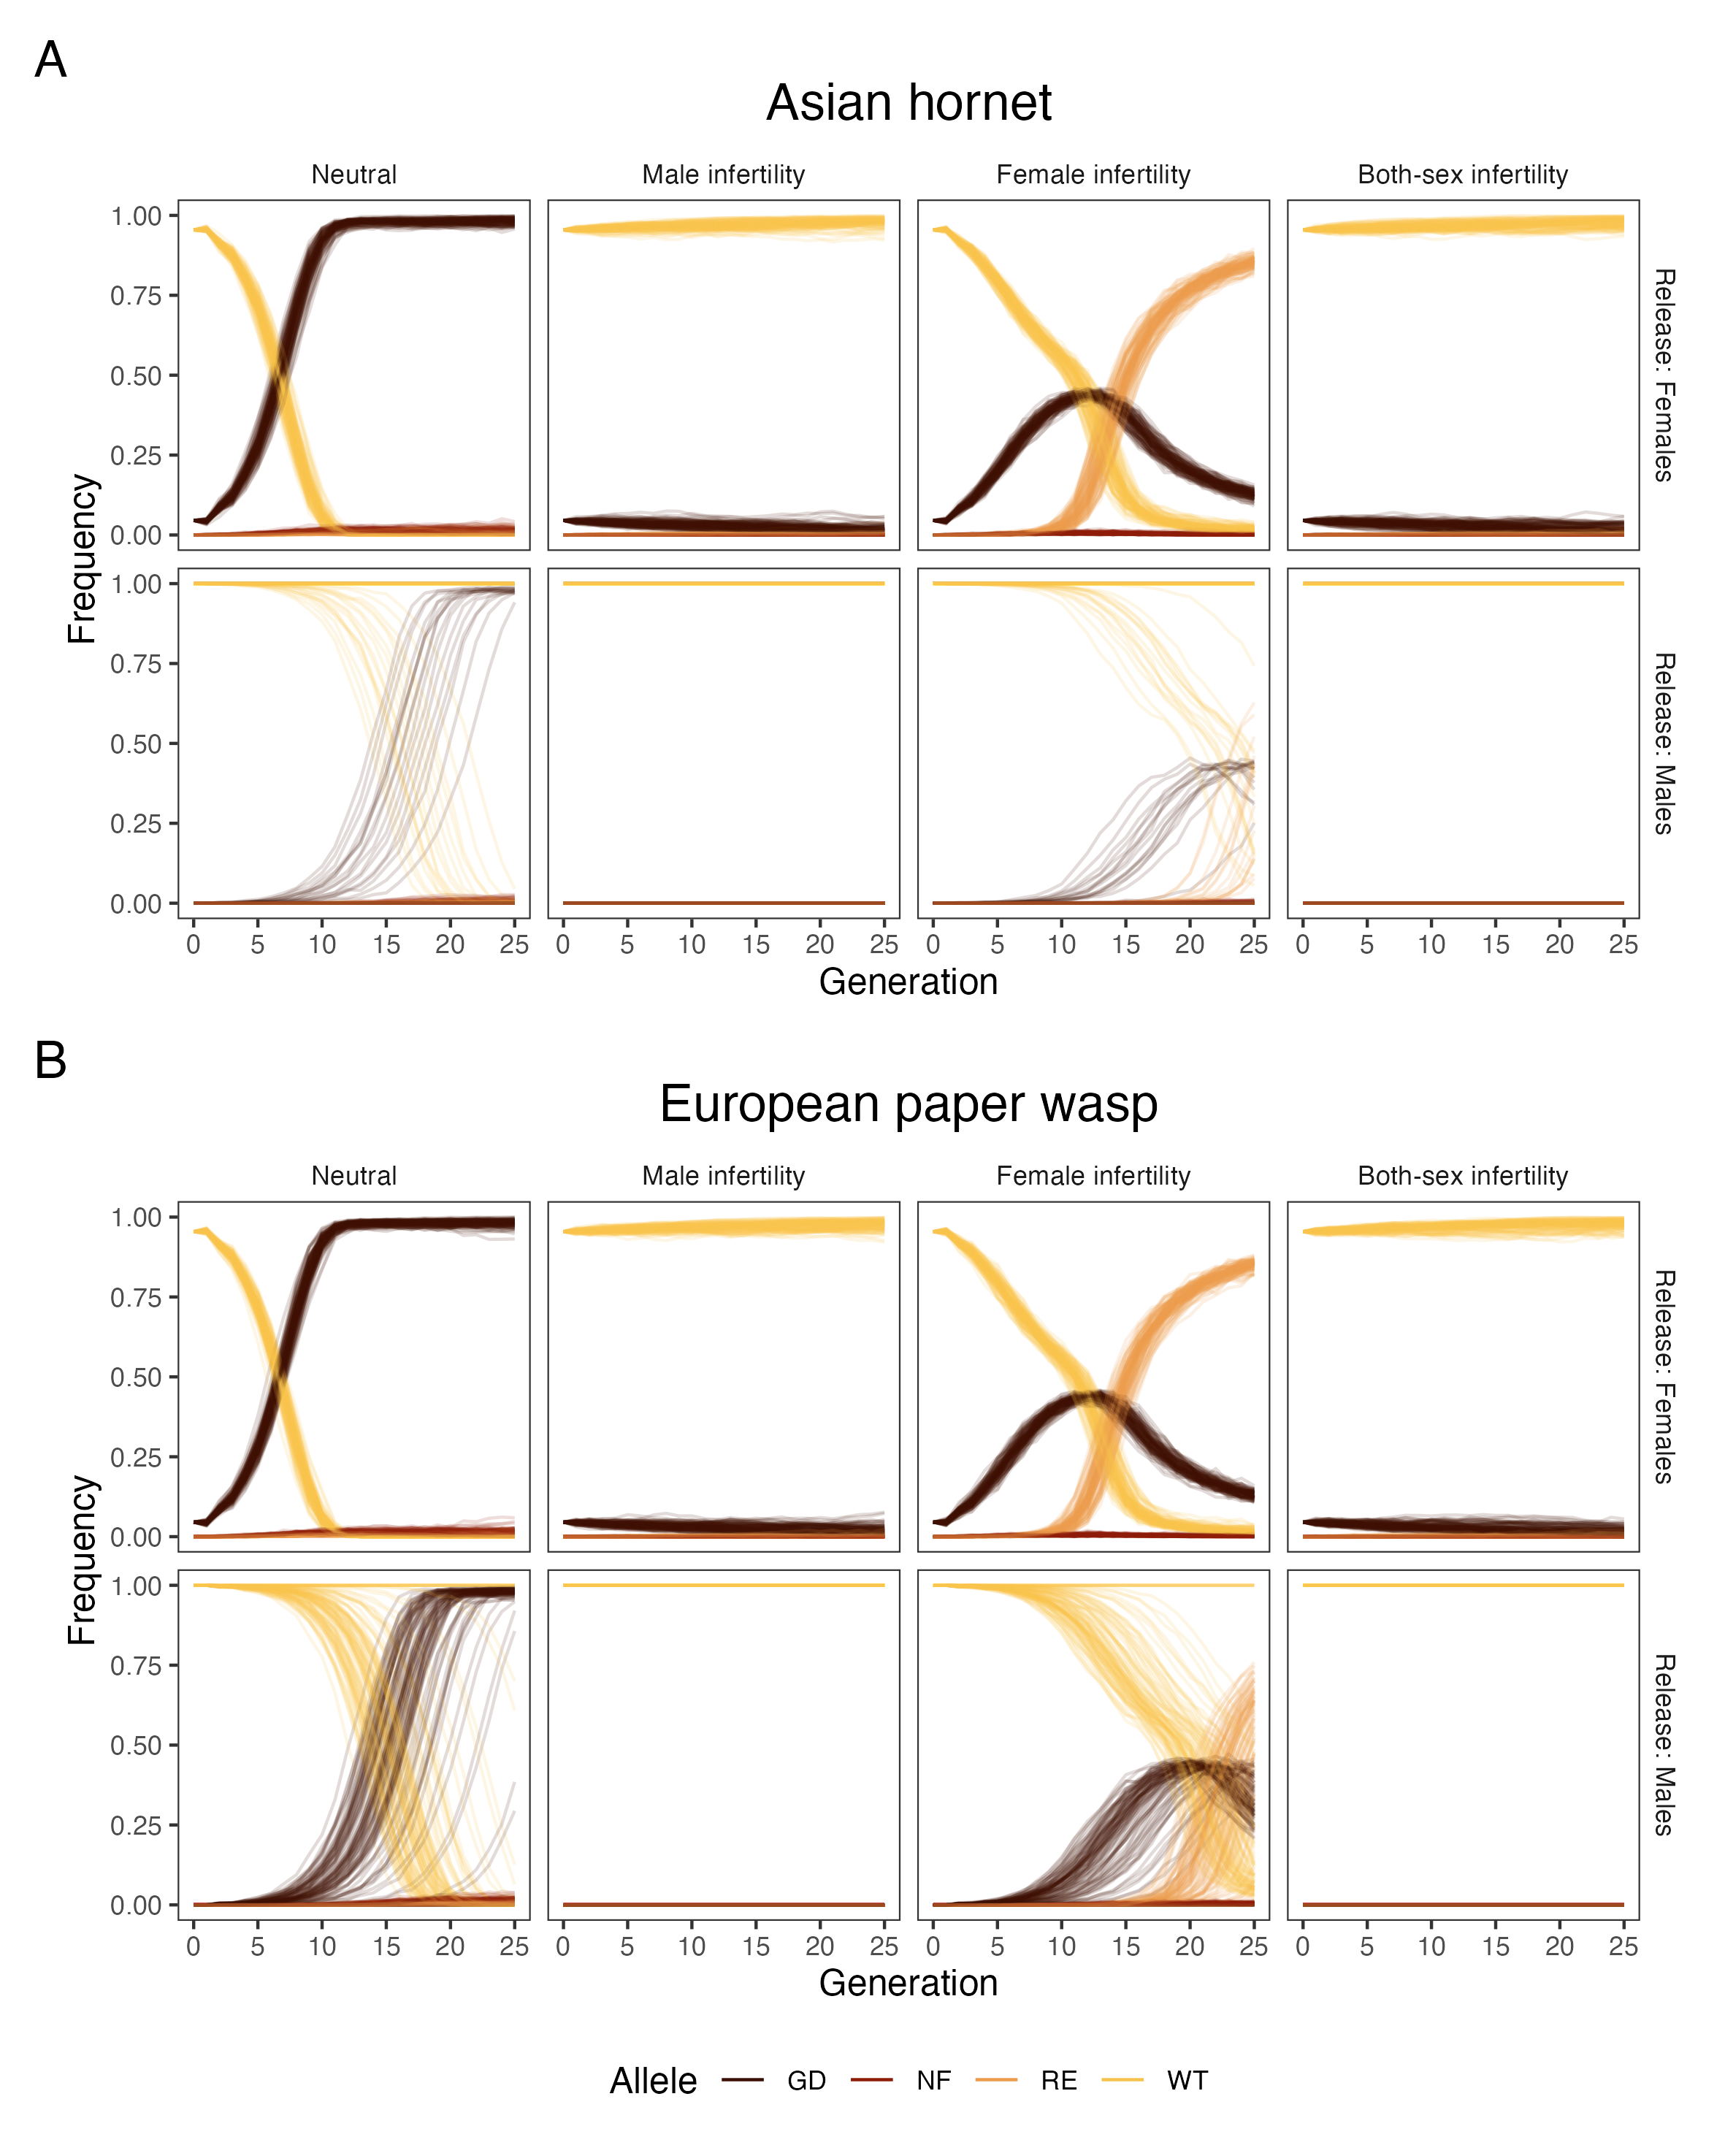 A
Asian hornet
Neutral Male infertility Female infertility Both-sex infertility
1.00
0.75
0.50
0.25
0.00
Release: Females
Frequency
1.00
0.75
0.50
0.25
0.00
Release: Males
0 5 10 15 20 25 0 5 10 15 20 25 0 5 10 15 20 25 0 5 10 15 20 25
Generation
B
European paper wasp
Neutral Male infertility Female infertility Both-sex infertility
1.00
0.75
0.50
0.25
0.00
Release: Females
Frequency
1.00
0.75
0.50
0.25
0.00
Release: Males
0 5 10 15 20 25 0 5 10 15 20 25 0 5 10 15 20 25 0 5 10 15 20 25
Generation
Allele GD NF RE WT